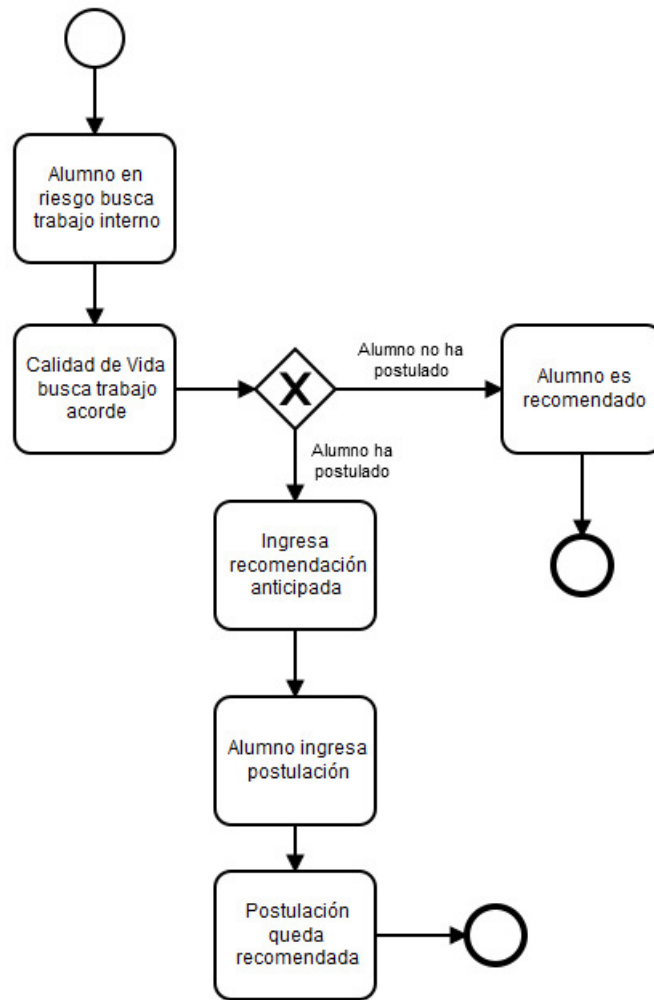 Alumno en
riesgo busca
trabajo interno
Calidad de Vida
busca trabajo
acorde
X
Alumno no ha
postulado
Alumno es
recomendado
Alumno ha
postulado
Ingresa
recomendación
anticipada
Alumno ingresa
postulación
Postulación
queda
recomendada